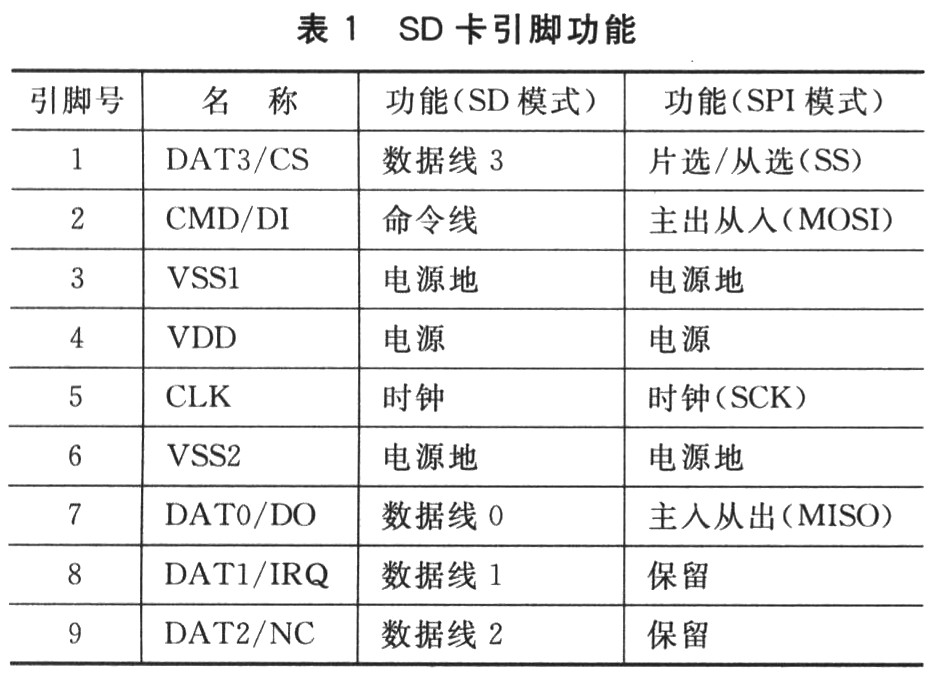 表 1 SD 卡引脚功能
引脚号 名 称 功能(SD 模式) 功能(SPI 模式)
1 DAT3/CS 数据线 3 片选/从选(SS)
2 CMD/DI 命令线 主出从入(MOSI)
3 VSS1 电源地 电源地
4 VDD 电源 电源
5 CLK 时钟 时钟(SCK)
6 VSS2 电源地 电源地
7 DAT0/DO 数据线 0 主入从出(MISO)
8 DAT1/IRQ 数据线 1 保留
9 DAT2/NC 数据线 2 保留